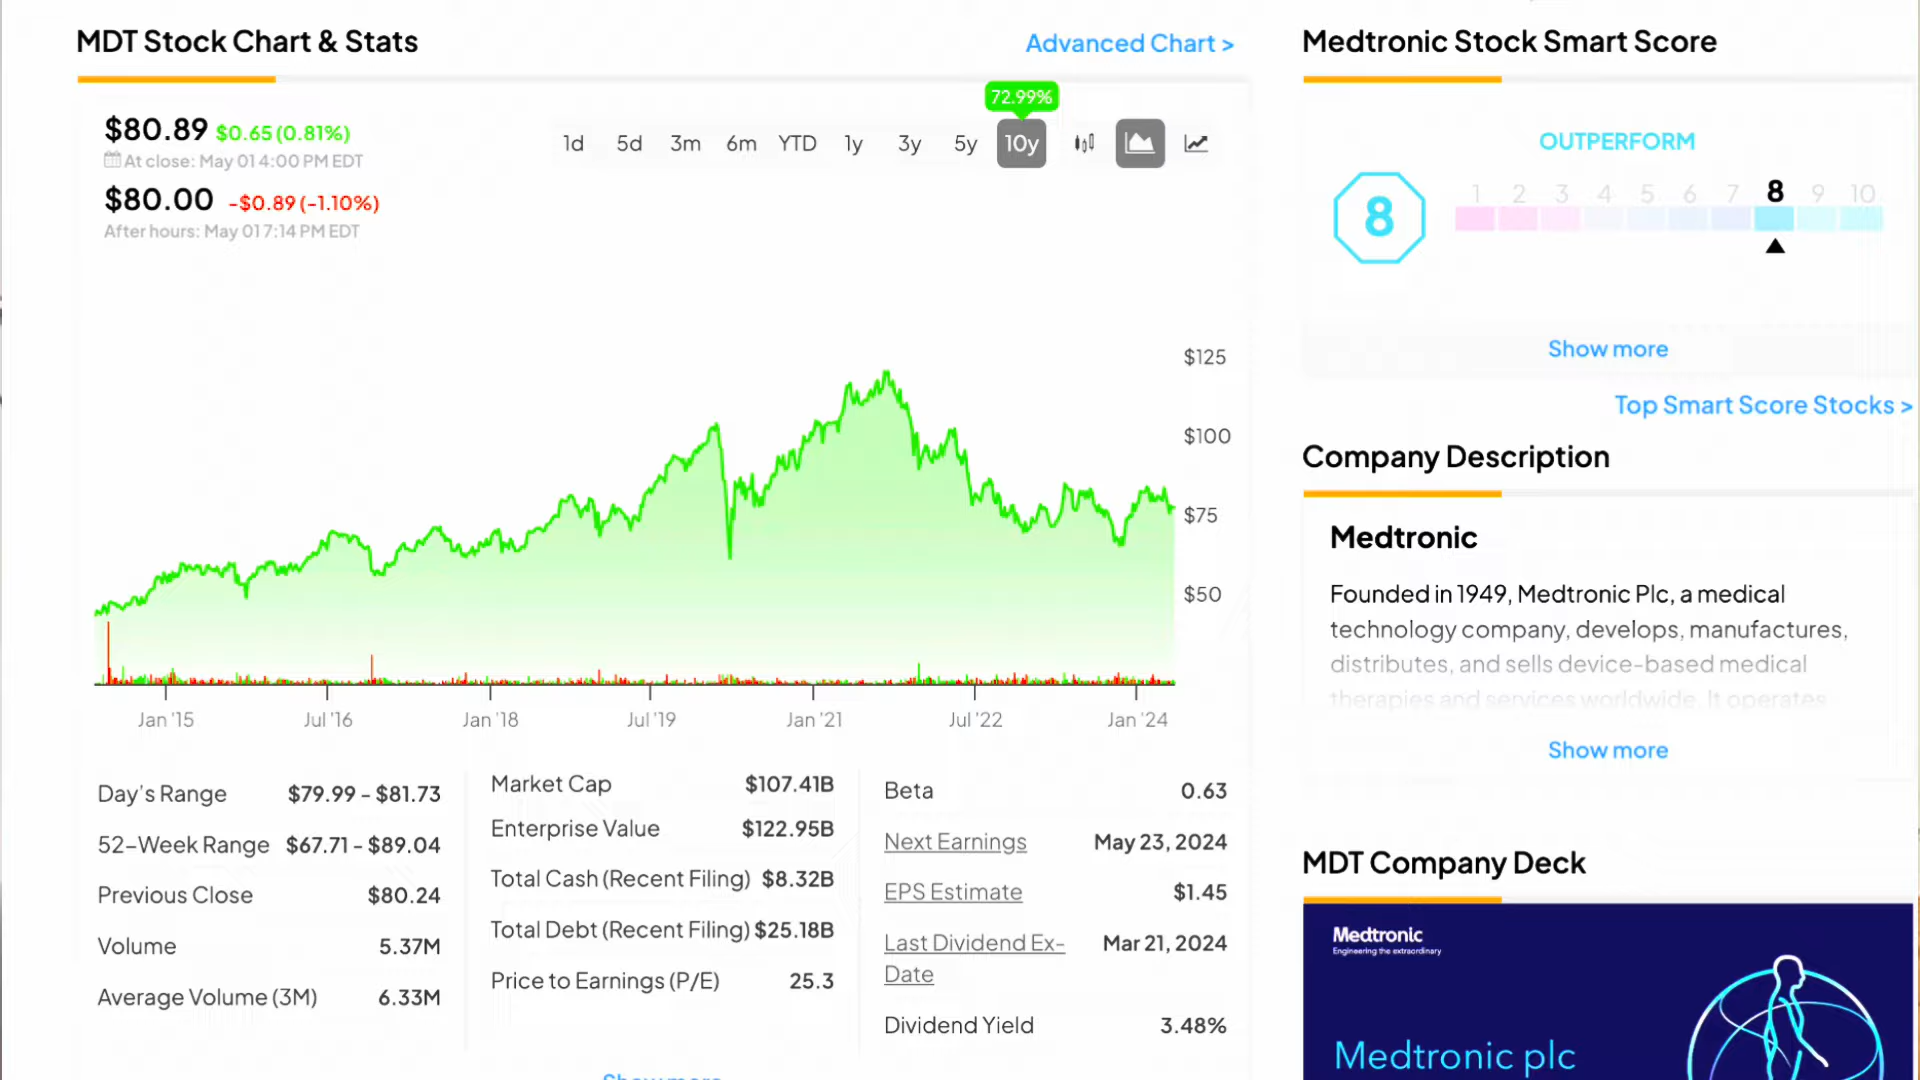 MDT Stock Chart & Stats
Advanced Chart >
72.99%
$80.89 $0.65 (0.81%)
At close: May 01 4:00 PM EDT
$80.00 -$0.89 (-1.10%)
After hours: May 01 7:14 PM EDT
1d 5d 3m 6m YTD 1y 3y 5y 10y
$125
$100
$75
$50
Jan '15 Jul '16 Jan '18 Jul '19 Jan '21 Jul '22 Jan '24
Day's Range $79.99 - $81.73
52-Week Range $67.71 - $89.04
Previous Close $80.24
Volume 5.37M
Average Volume (3M) 6.33M
Market Cap $107.41B
Enterprise Value $122.95B
Total Cash (Recent Filing) $8.32B
Total Debt (Recent Filing) $25.18B
Price to Earnings (P/E) 25.3
Beta 0.63
Next Earnings May 23, 2024
EPS Estimate $1.45
Last Dividend Ex- Mar 21, 2024
Date
Dividend Yield 3.48%
Show more
Medtronic Stock Smart Score
OUTPERFORM
8
1 2 3 4 5 6 7 8 9 10
Show more
Top Smart Score Stocks >
Company Description
Medtronic
Founded in 1949, Medtronic Plc, a medical
technology company, develops, manufactures,
distributes, and sells device-based medical
therapies and services worldwide. It operates
Show more
MDT Company Deck
Medtronic
Engineering the extraordinary
Medtronic plc